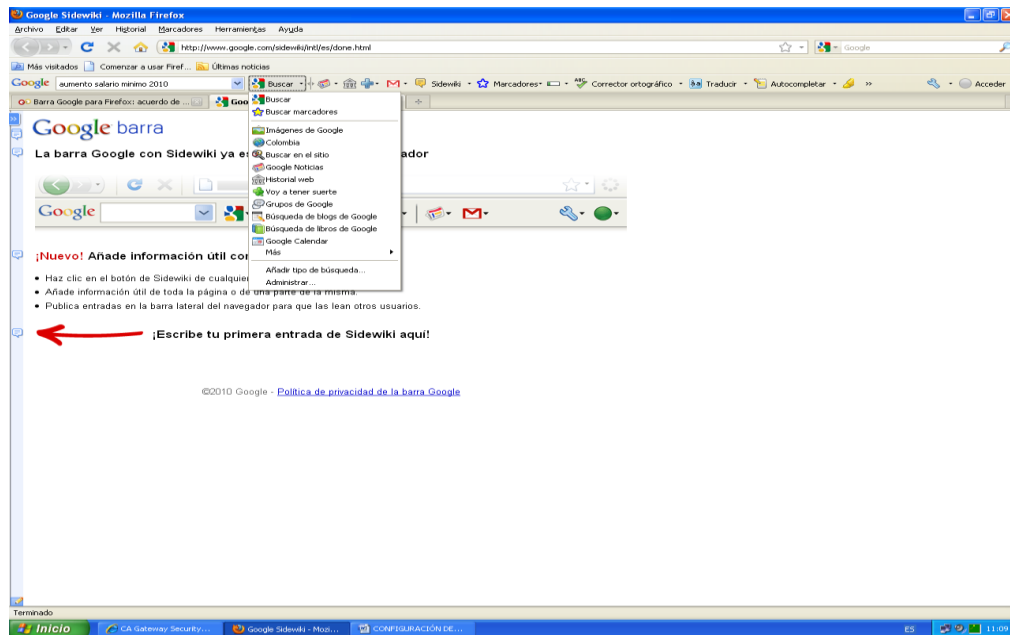 Google Sidewiki - Mozilla Firefox
Archivo Editar Ver Historial Marcadores Herramientas Ayuda
http://www.google.com/sidewiki/intl/es/done.html
Google
Más visitados Comenzar a usar Firef... Últimas noticias
Google aumento salario minimo 2010 Buscar Sidewiki Marcadores Corrector ortográfico Traducir Autocompletar Acceder
Barra Google para Firefox: acuerdo de ... Goo
Buscar
Buscar marcadores
Imágenes de Google
Colombia
Buscar en el sitio
Google Noticias
Historial web
Voy a tener suerte
Grupos de Google
Búsqueda de blogs de Google
Búsqueda de libros de Google
Google Calendar
Más
Añadir tipo de búsqueda...
Administrar...
Google barra
La barra Google con Sidewiki ya es ador
Google
¡Nuevo! Añade información útil con
• Haz clic en el botón de Sidewiki de cualquier
• Añade información útil de toda la página o de una parte de la misma.
• Publica entradas en la barra lateral del navegador para que las lean otros usuarios.
¡Escribe tu primera entrada de Sidewiki aquí!
©2010 Google - Política de privacidad de la barra Google
Terminado
Inicio CA Gateway Security... Google Sidewiki - Mozi... CONFIGURACIÓN DE... ES 11:09